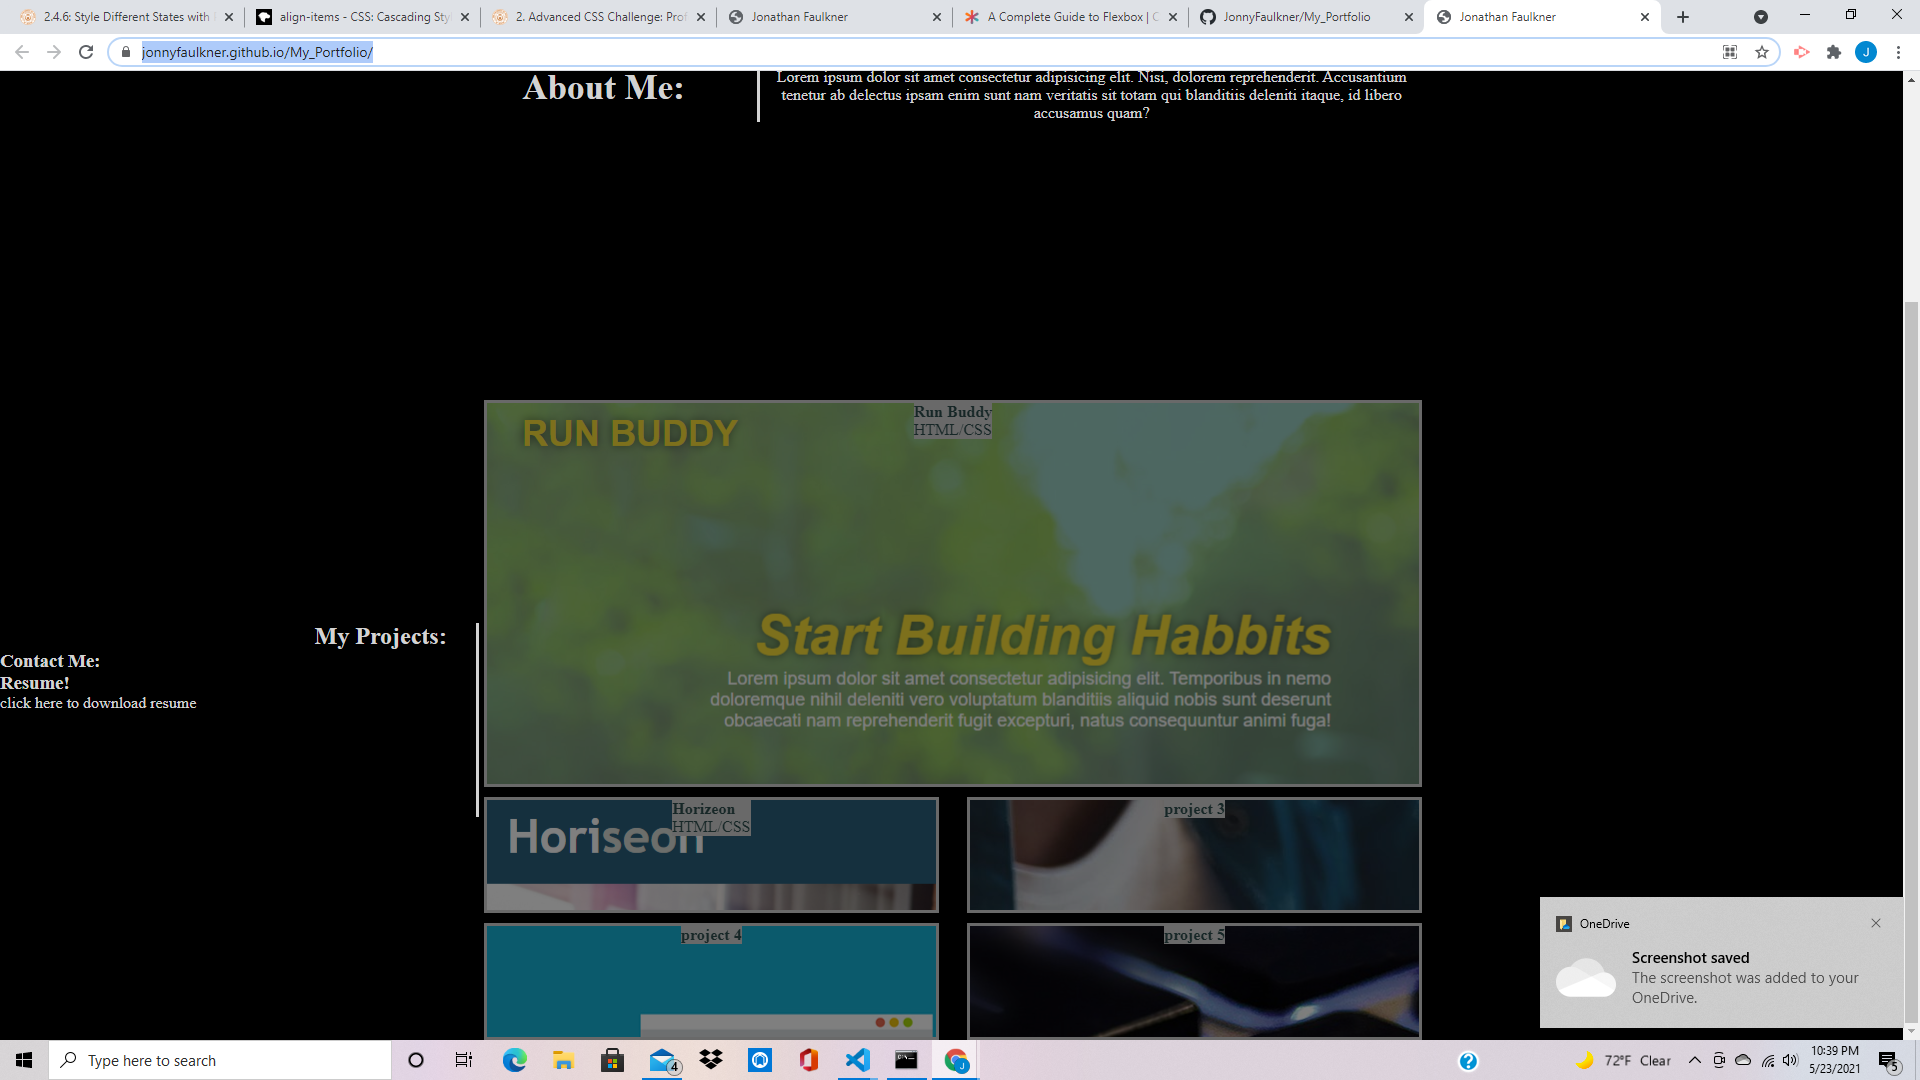 2.4.6: Style Different States with
align-items - CSS: Cascading Sty
2. Advanced CSS Challenge: Prof
Jonathan Faulkner
A Complete Guide to Flexbox | C
JonnyFaulkner/My_Portfolio
Jonathan Faulkner
jonnyfaulkner.github.io/My_Portfolio/
J
About Me:
Lorem ipsum dolor sit amet consectetur adipisicing elit. Nisi, dolorem reprehenderit. Accusantium
tenetur ab delectus ipsam enim sunt nam veritatis sit totam qui blanditiis deleniti itaque, id libero
accusamus quam?
RUN BUDDY
Run Buddy
HTML/CSS
Start Building Habbits
Lorem ipsum dolor sit amet consectetur adipisicing elit. Temporibus in nemo
doloremque nihil deleniti vero voluptatum blanditiis aliquid nobis sunt deserunt
obcaecati nam reprehenderit fugit excepturi, natus consequuntur animi fuga!
My Projects:
Contact Me:
Resume!
click here to download resume
Horiseon
Horizeon
HTML/CSS
project 3
project 4
project 5
OneDrive
Screenshot saved
The screenshot was added to your
OneDrive.
Type here to search
4
J
72°F Clear
10:39 PM
5/23/2021
5